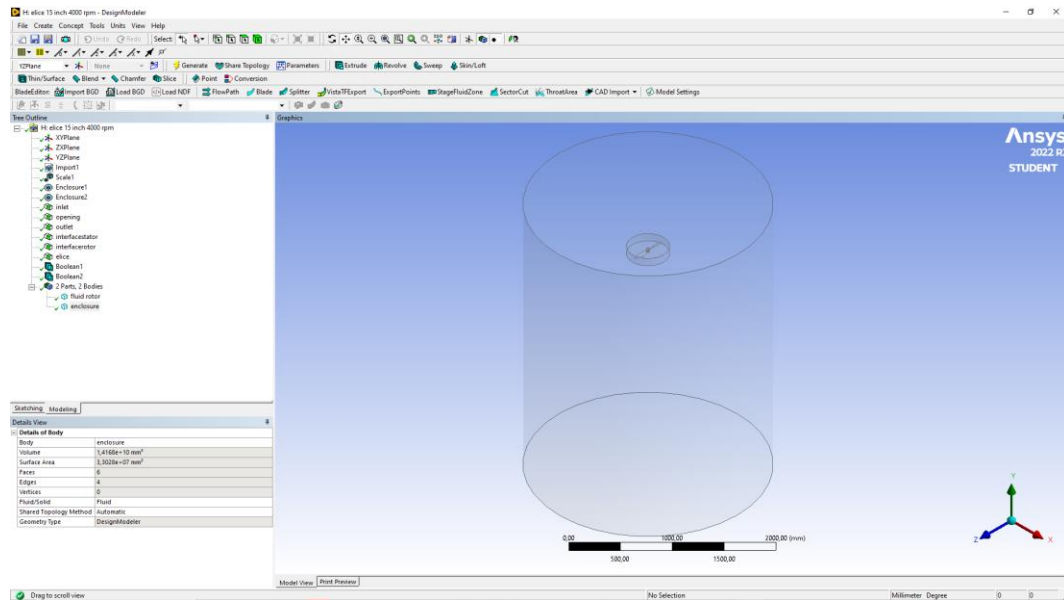 H: elice 15 inch 4000 rpm - DesignModeler
File Create Concept Tools Units View Help
Undo Redo Select:
YZPlane None Generate Share Topology Parameters Extrude Revolve Sweep Skin/Loft
Thin/Surface Blend Chamfer Slice Point Conversion
BladeEditor: Import BGD Load BGD Load NDF FlowPath Blade Splitter VistaTFExport ExportPoints StageFluidZone SectorCut ThroatArea CAD Import Model Settings
Tree Outline
Graphics
H: elice 15 inch 4000 rpm
XYPlane
ZXPlane
YZPlane
Import1
Scale1
Enclosure1
Enclosure2
inlet
opening
outlet
interfacestator
interfacerotor
elice
Boolean1
Boolean2
2 Parts, 2 Bodies
fluid rotor
enclosure
Ansys
2022 R2
STUDENT
Sketching Modeling
Details View
Details of Body
Body enclosure
Volume 1,4168e+10 mm³
Surface Area 3,3028e+07 mm²
Faces 6
Edges 4
Vertices 0
Fluid/Solid Fluid
Shared Topology Method Automatic
Geometry Type DesignModeler
0,00 1000,00 2000,00 (mm)
500,00 1500,00
Y
Z X
Model View Print Preview
Drag to scroll view No Selection Millimeter Degree 0 0